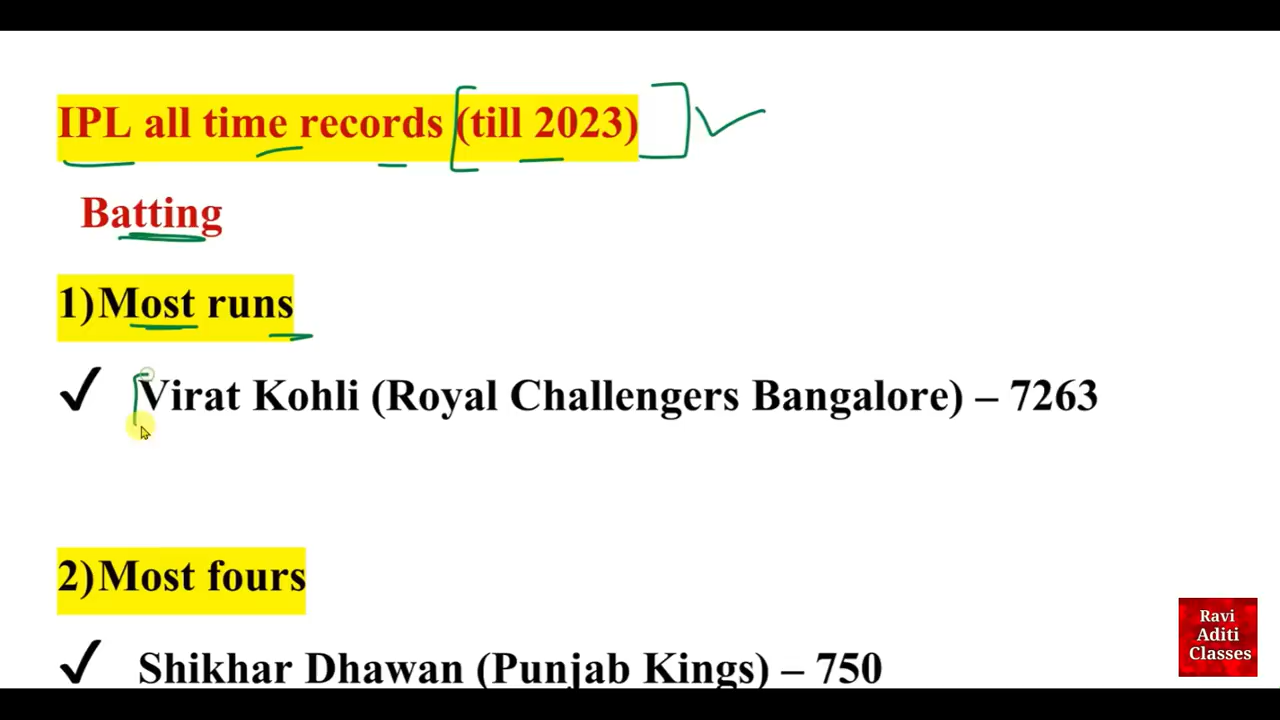 IPL all time records (till 2023)
Batting
1)Most runs
✓ Virat Kohli (Royal Challengers Bangalore) – 7263
2)Most fours
✓ Shikhar Dhawan (Punjab Kings) – 750
Ravi
Aditi
Classes